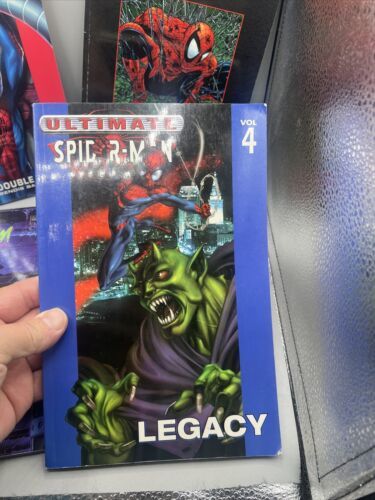 ULTIMATE
SPIDER-MAN
VOL
4
LEGACY
DOUBLE